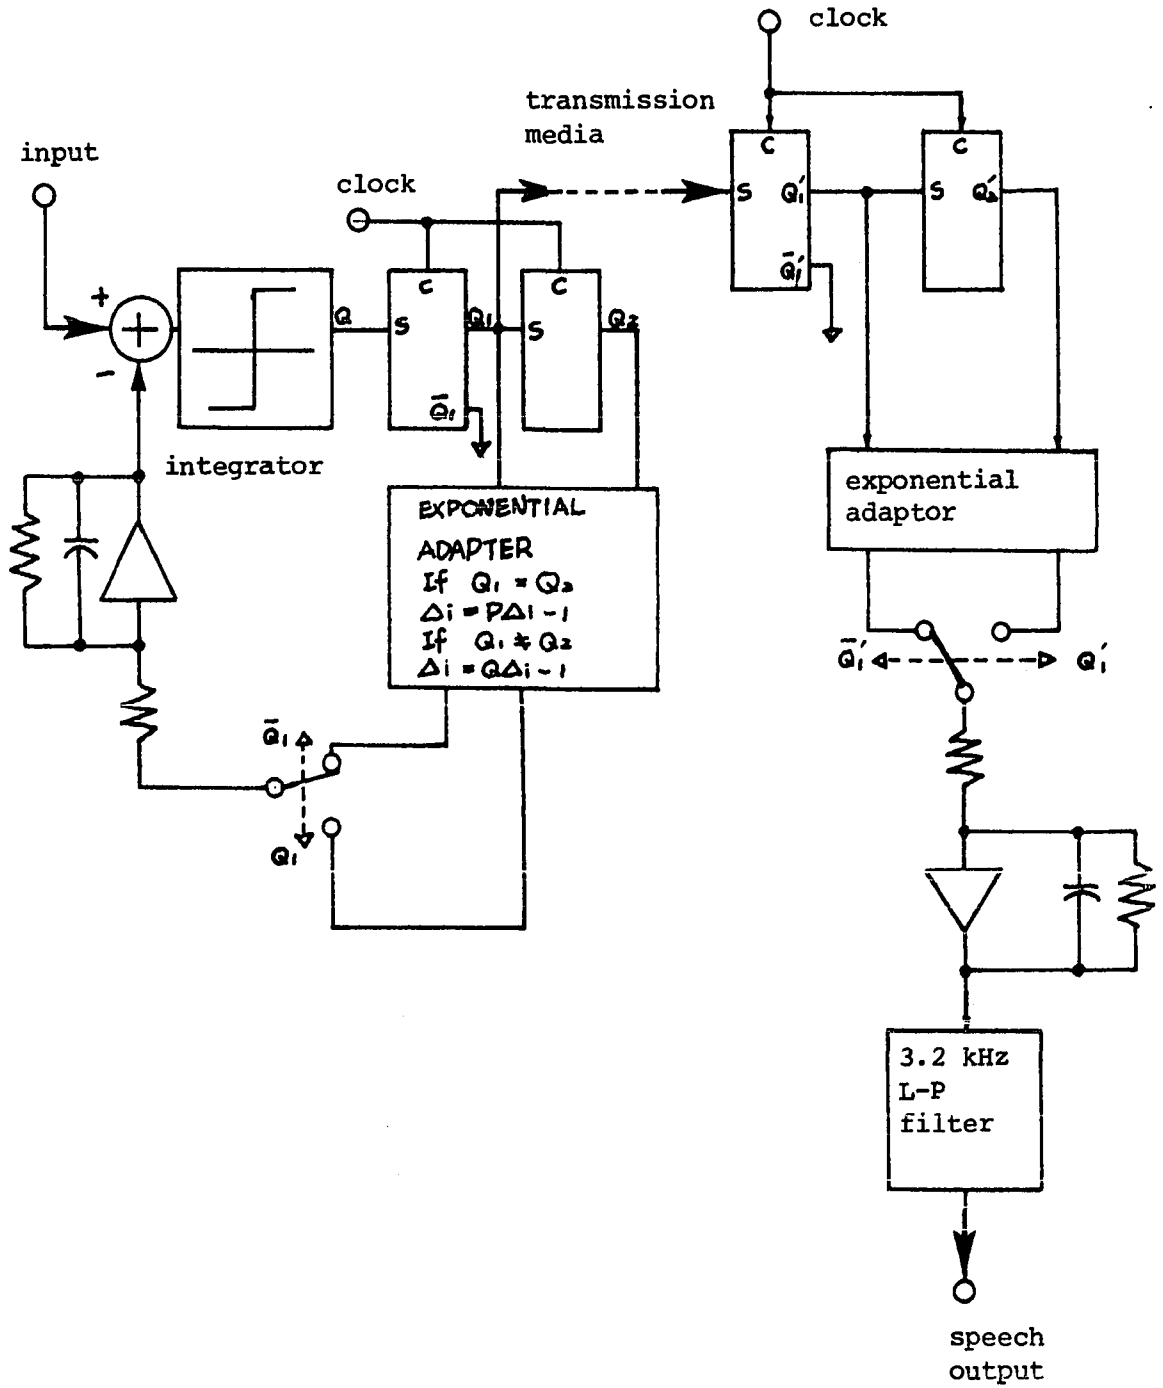 clock
transmission
media
input
clock
C
C
S
Q₁'
S
Q₂'
Q̄₁'
+
+
-
Q
C
S
Q₁
Q̄₁
C
S
Q₂
integrator
EXPONENTIAL
ADAPTER
If Q₁ = Q₂
Δi = PΔi-1
If Q₁ ≠ Q₂
Δi = QΔi-1
exponential
adaptor
Q̄₁'
Q₁'
Q̄₁
Q₁
3.2 kHz
L-P
filter
speech
output